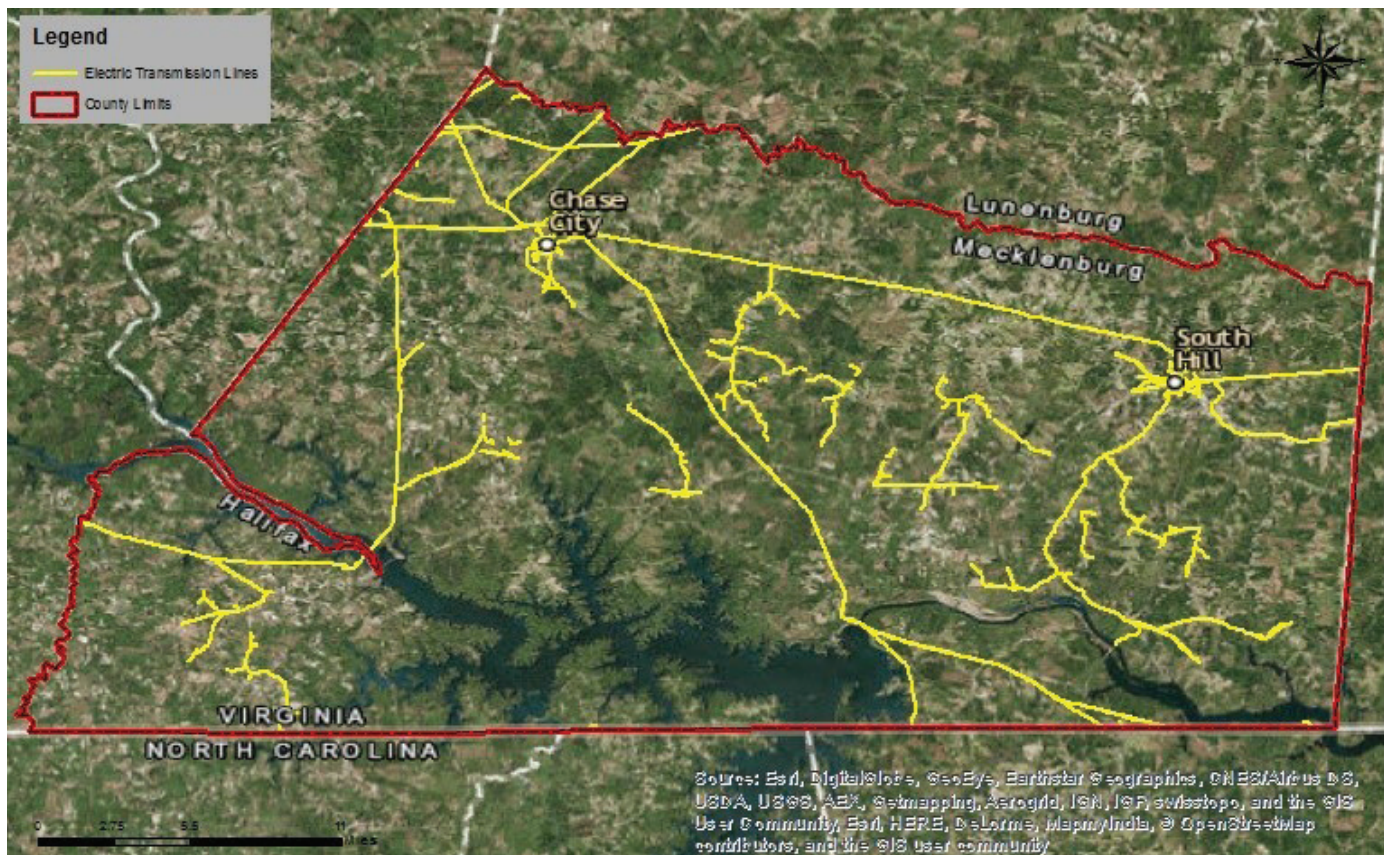 Legend
Electric Transmission Lines
County Limits
Chase
City
Lunenburg
Mecklenburg
South
Hill
Halifax
VIRGINIA
NORTH CAROLINA
Source: Esri, DigitalGlobe, GeoEye, Earthstar Geographics, CNES/Airbus DS,
USDA, USGS, AEX, Getmapping, Aerogrid, IGN, IGP, swisstopo, and the GIS
User Community, Esri, HERE, DeLorme, MapmyIndia, © OpenStreetMap
contributors, and the GIS user community
0 2.75 5.5 11
Miles